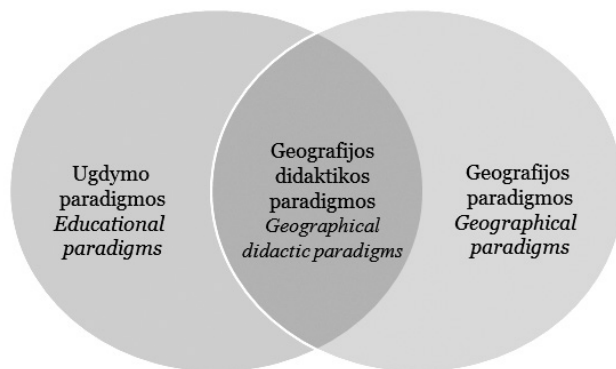 Ugdymo
paradigmos
Educational
paradigms
Geografijos
didaktikos
paradigmos
Geographical
didactic paradigms
Geografijos
paradigmos
Geographical
paradigms